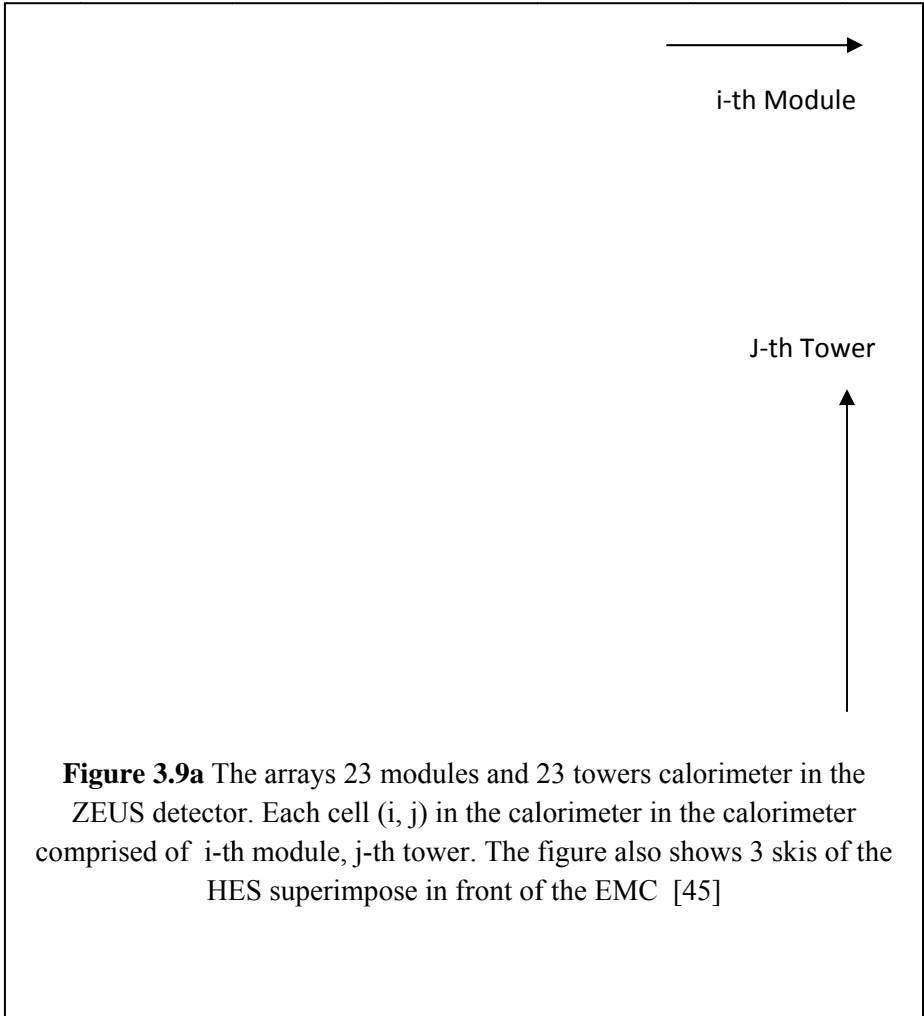 i-th Module
J-th Tower
Figure 3.9a The arrays 23 modules and 23 towers calorimeter in the
ZEUS detector. Each cell (i, j) in the calorimeter in the calorimeter
comprised of i-th module, j-th tower. The figure also shows 3 skis of the
HES superimpose in front of the EMC [45]